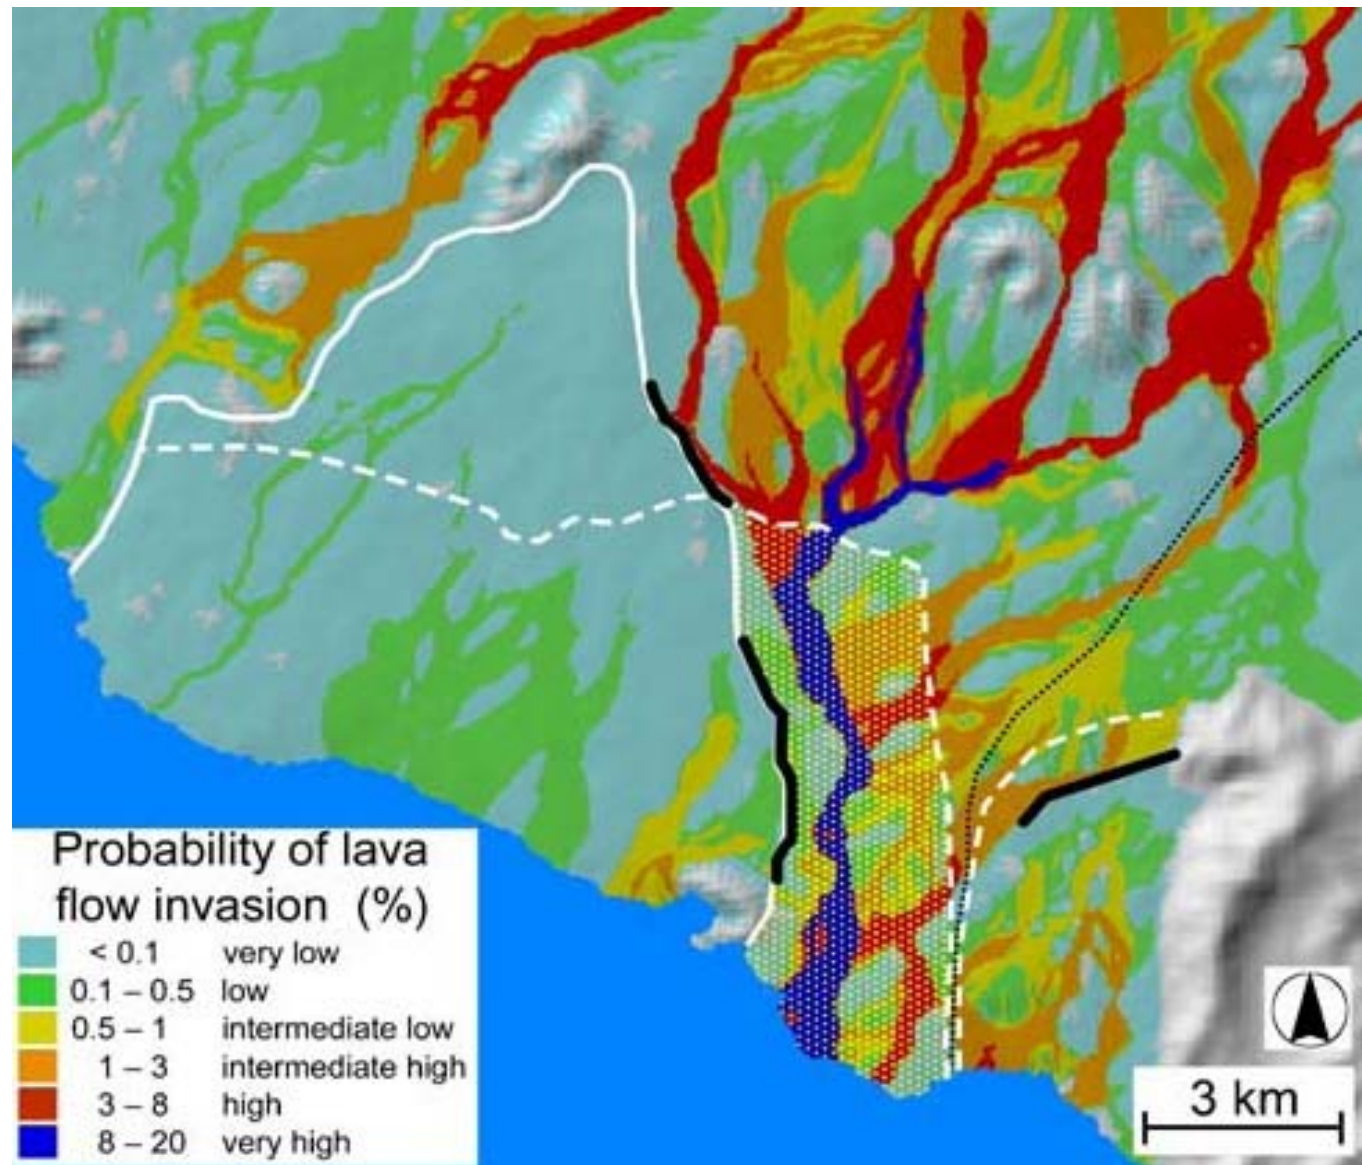 Probability of lava
flow invasion (%)
< 0.1 very low
0.1 – 0.5 low
0.5 – 1 intermediate low
1 – 3 intermediate high
3 – 8 high
8 – 20 very high
3 km